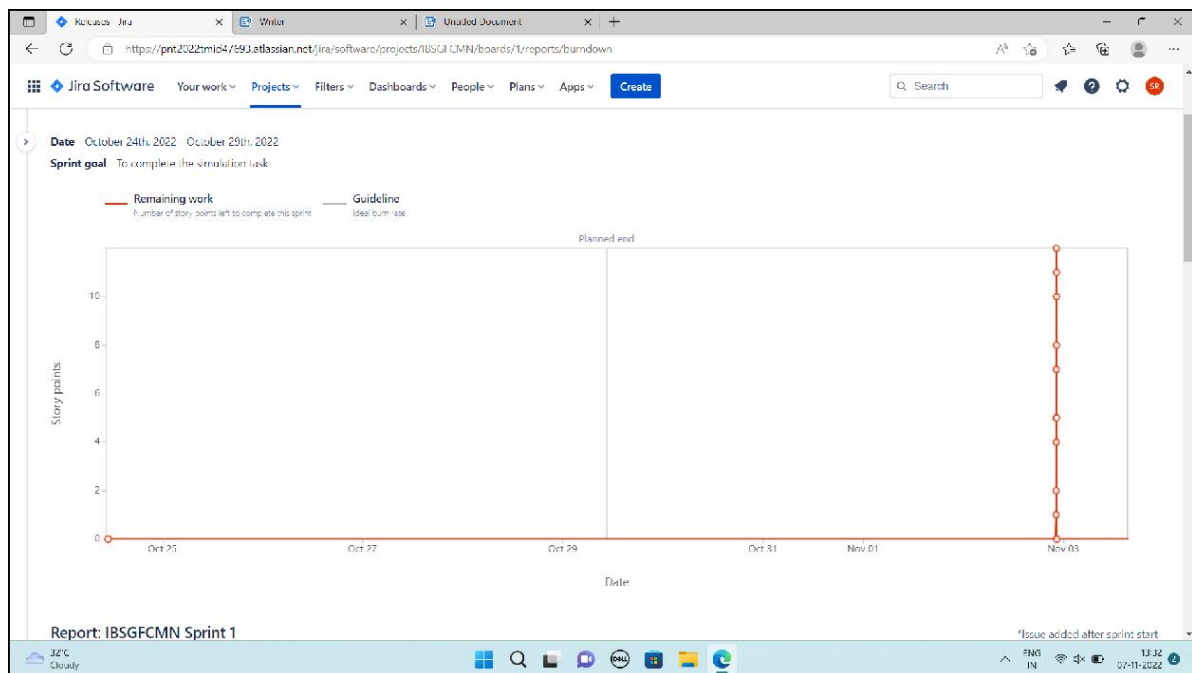 Releases - Jira
Writer
Untitled Document
https://pnt2022tmid47693.atlassian.net/jira/software/projects/IBSGFCMN/boards/1/reports/burndown
Jira Software Your work Projects Filters Dashboards People Plans Apps Create Search SR
Date October 24th, 2022 October 29th, 2022
Sprint goal To complete the simulation task
Remaining work Guideline
Number of story points left to complete this sprint Ideal burn rate
Planned end
10
8
6
4
2
0
Story points
Oct 25 Oct 27 Oct 29 Oct 31 Nov 01 Nov 03
Date
Report: IBSGFCMN Sprint 1 *Issue added after sprint start
32°C
Cloudy
DELL
ENG
IN
13:32
07-11-2022
2